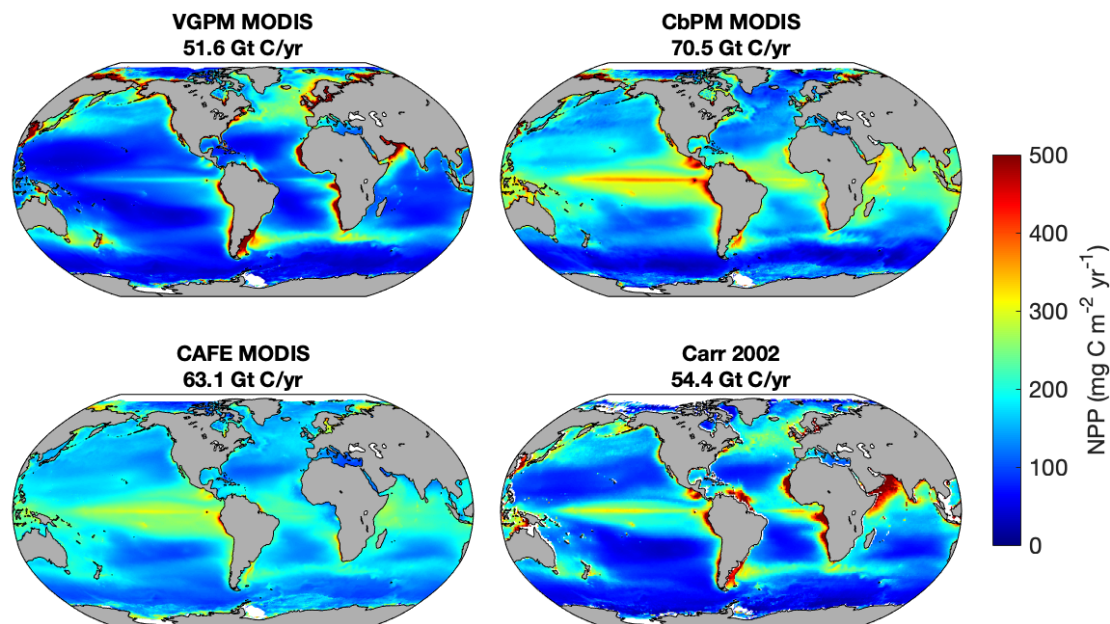 VGPM MODIS
51.6 Gt C/yr
CbPM MODIS
70.5 Gt C/yr
CAFE MODIS
63.1 Gt C/yr
Carr 2002
54.4 Gt C/yr
500
400
300
200
100
0
NPP (mg C m⁻² yr⁻¹)